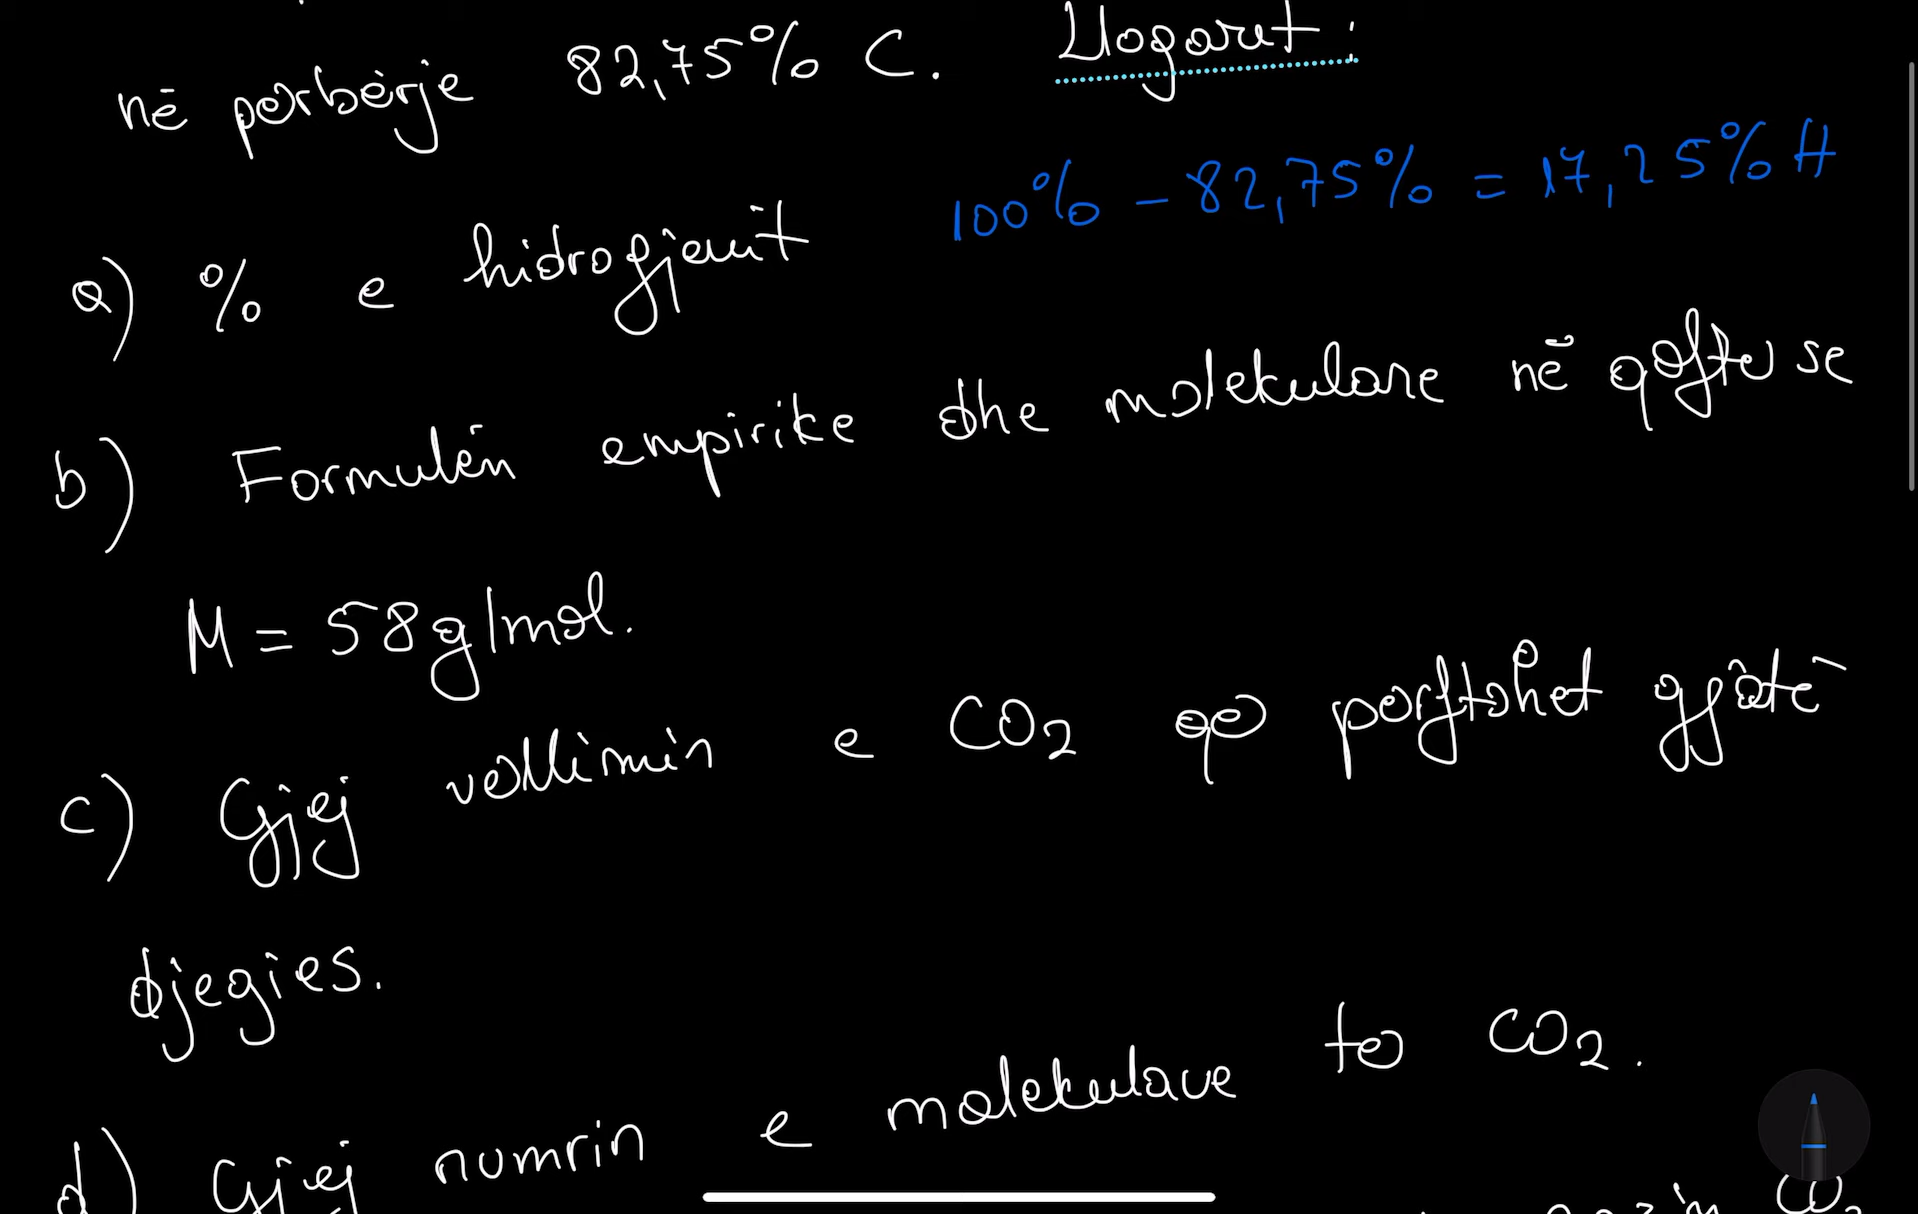 në përbërje 82,75% C. Llogaret:
100% - 82,75% = 17,25% H
a) % e hidrogjenit
b) Formulën empirike dhe molekulare në qoftë se
M = 58g/mol.
c) Gjej vëllimin e CO2 që përftohet gjatë
djegies.
d) Gjej numrin e molekulave të CO2.